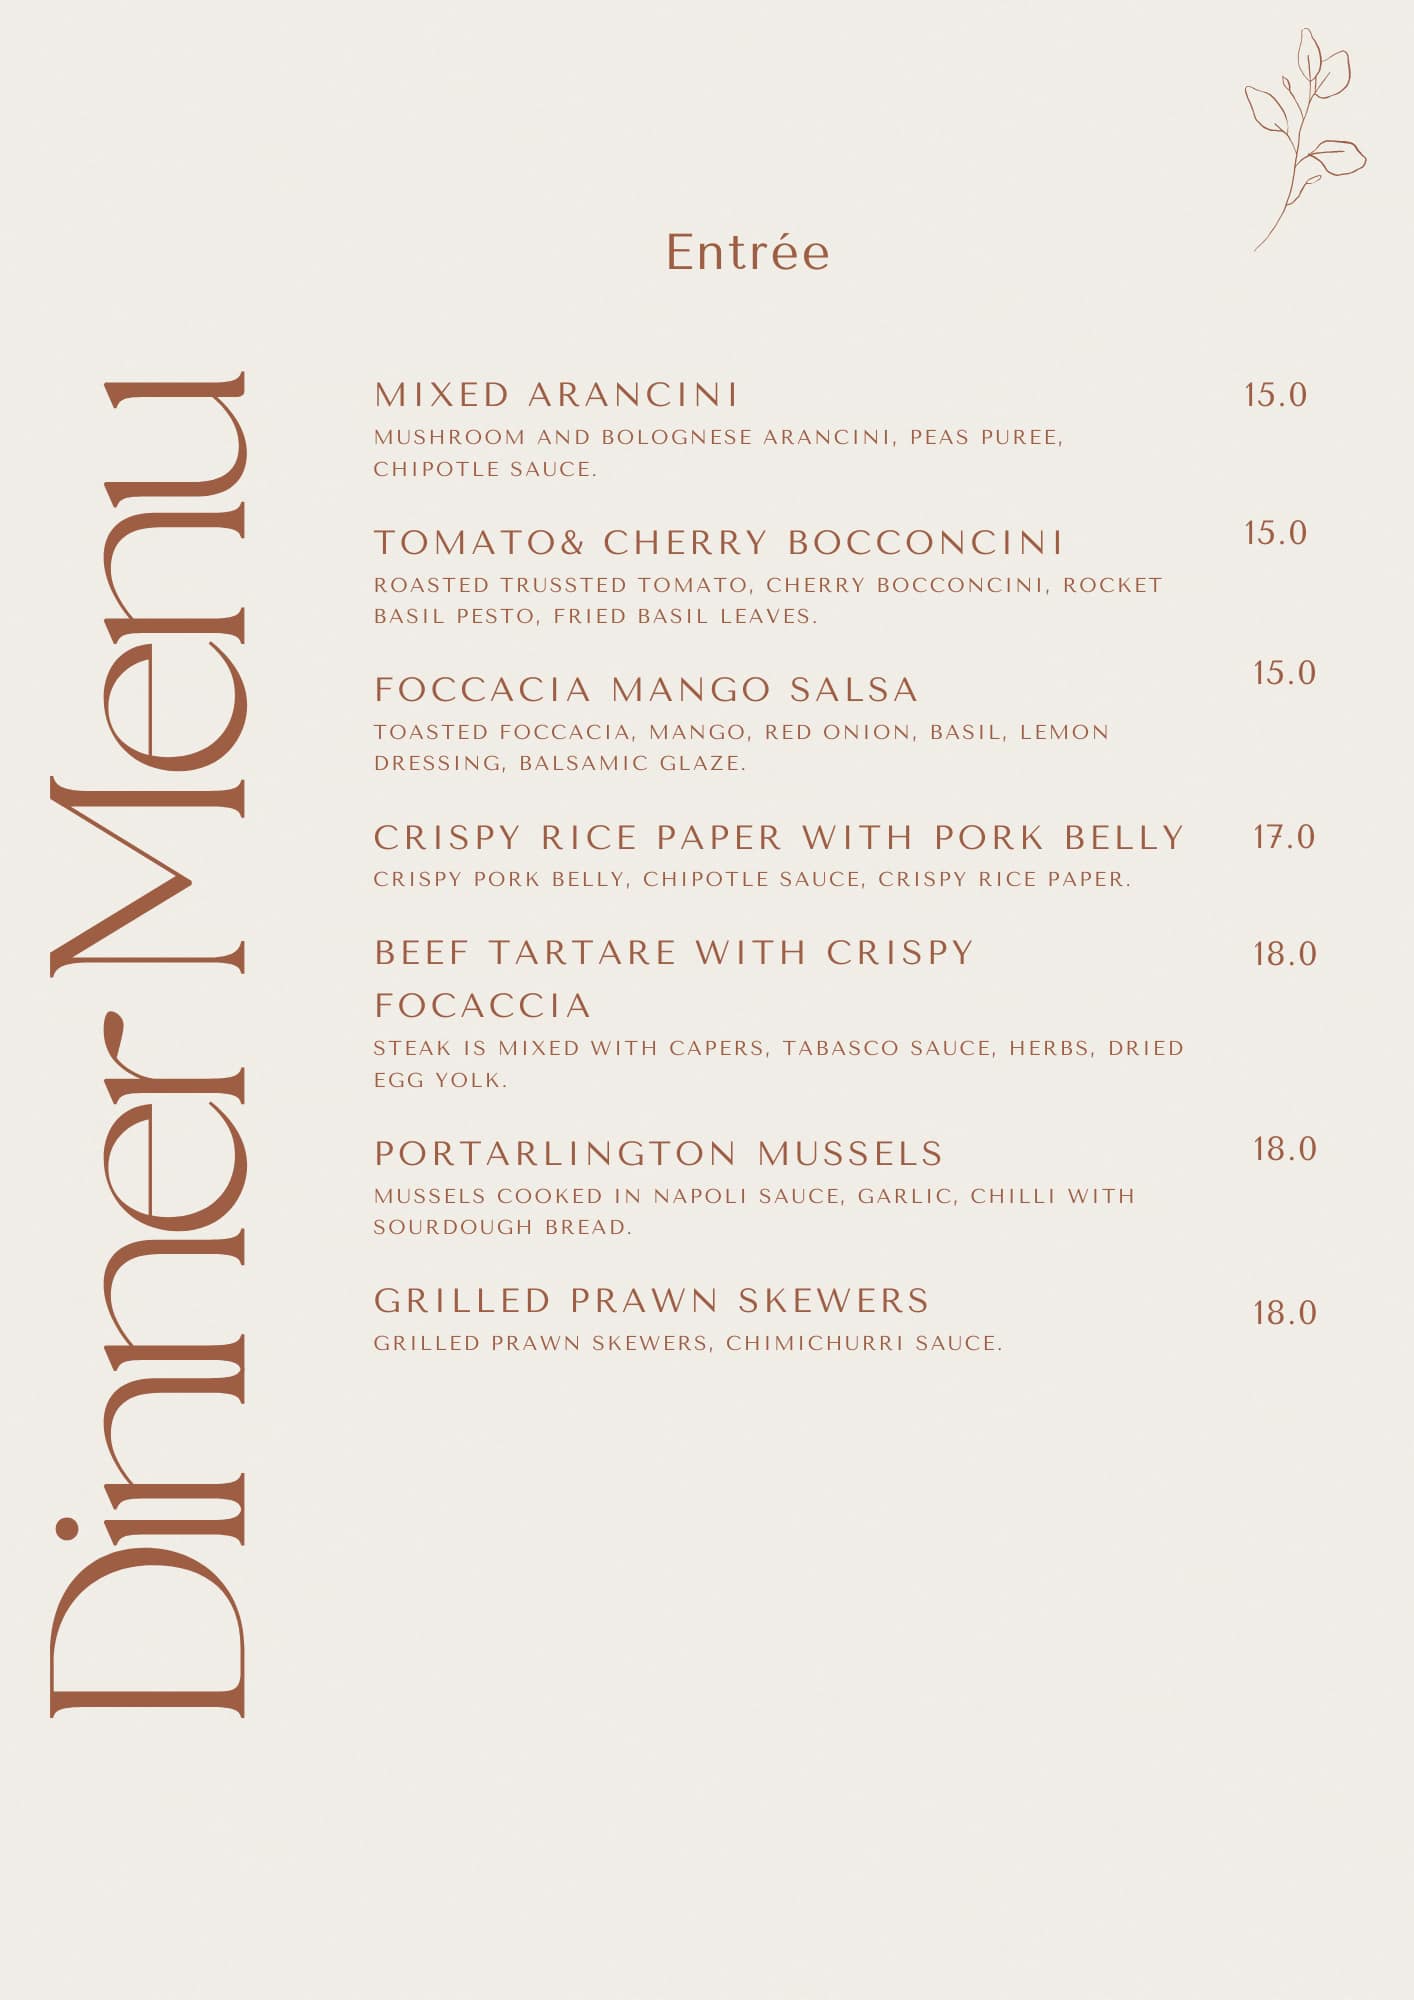 Dinner Menu
Entrée
MIXED ARANCINI 15.0
MUSHROOM AND BOLOGNESE ARANCINI, PEAS PUREE,
CHIPOTLE SAUCE.
TOMATO& CHERRY BOCCONCINI 15.0
ROASTED TRUSSTED TOMATO, CHERRY BOCCONCINI, ROCKET
BASIL PESTO, FRIED BASIL LEAVES.
FOCCACIA MANGO SALSA 15.0
TOASTED FOCCACIA, MANGO, RED ONION, BASIL, LEMON
DRESSING, BALSAMIC GLAZE.
CRISPY RICE PAPER WITH PORK BELLY 17.0
CRISPY PORK BELLY, CHIPOTLE SAUCE, CRISPY RICE PAPER.
BEEF TARTARE WITH CRISPY 18.0
FOCACCIA
STEAK IS MIXED WITH CAPERS, TABASCO SAUCE, HERBS, DRIED
EGG YOLK.
PORTARLINGTON MUSSELS 18.0
MUSSELS COOKED IN NAPOLI SAUCE, GARLIC, CHILLI WITH
SOURDOUGH BREAD.
GRILLED PRAWN SKEWERS 18.0
GRILLED PRAWN SKEWERS, CHIMICHURRI SAUCE.